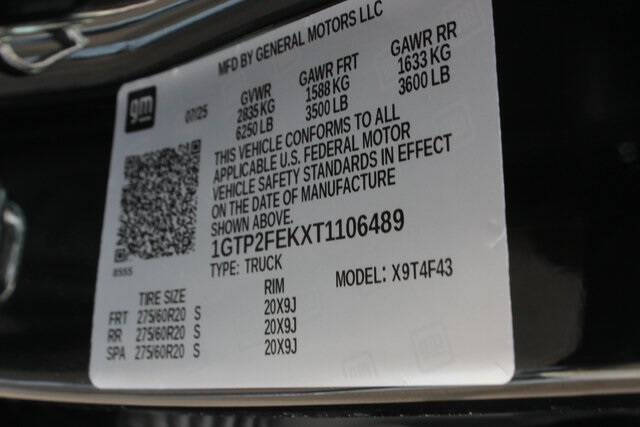 MFD BY GENERAL MOTORS LLC
gm
07/25
GVWR GAWR FRT GAWR RR
2835 KG 1588 KG 1633 KG
6250 LB 3500 LB 3600 LB
THIS VEHICLE CONFORMS TO ALL
APPLICABLE U.S. FEDERAL MOTOR
VEHICLE SAFETY STANDARDS IN EFFECT
ON THE DATE OF MANUFACTURE
SHOWN ABOVE.
1GTP2FEKXT1106489
8555
TYPE: TRUCK
MODEL: X9T4F43
TIRE SIZE RIM
FRT 275/60R20 S 20X9J
RR 275/60R20 S 20X9J
SPA 275/60R20 S 20X9J